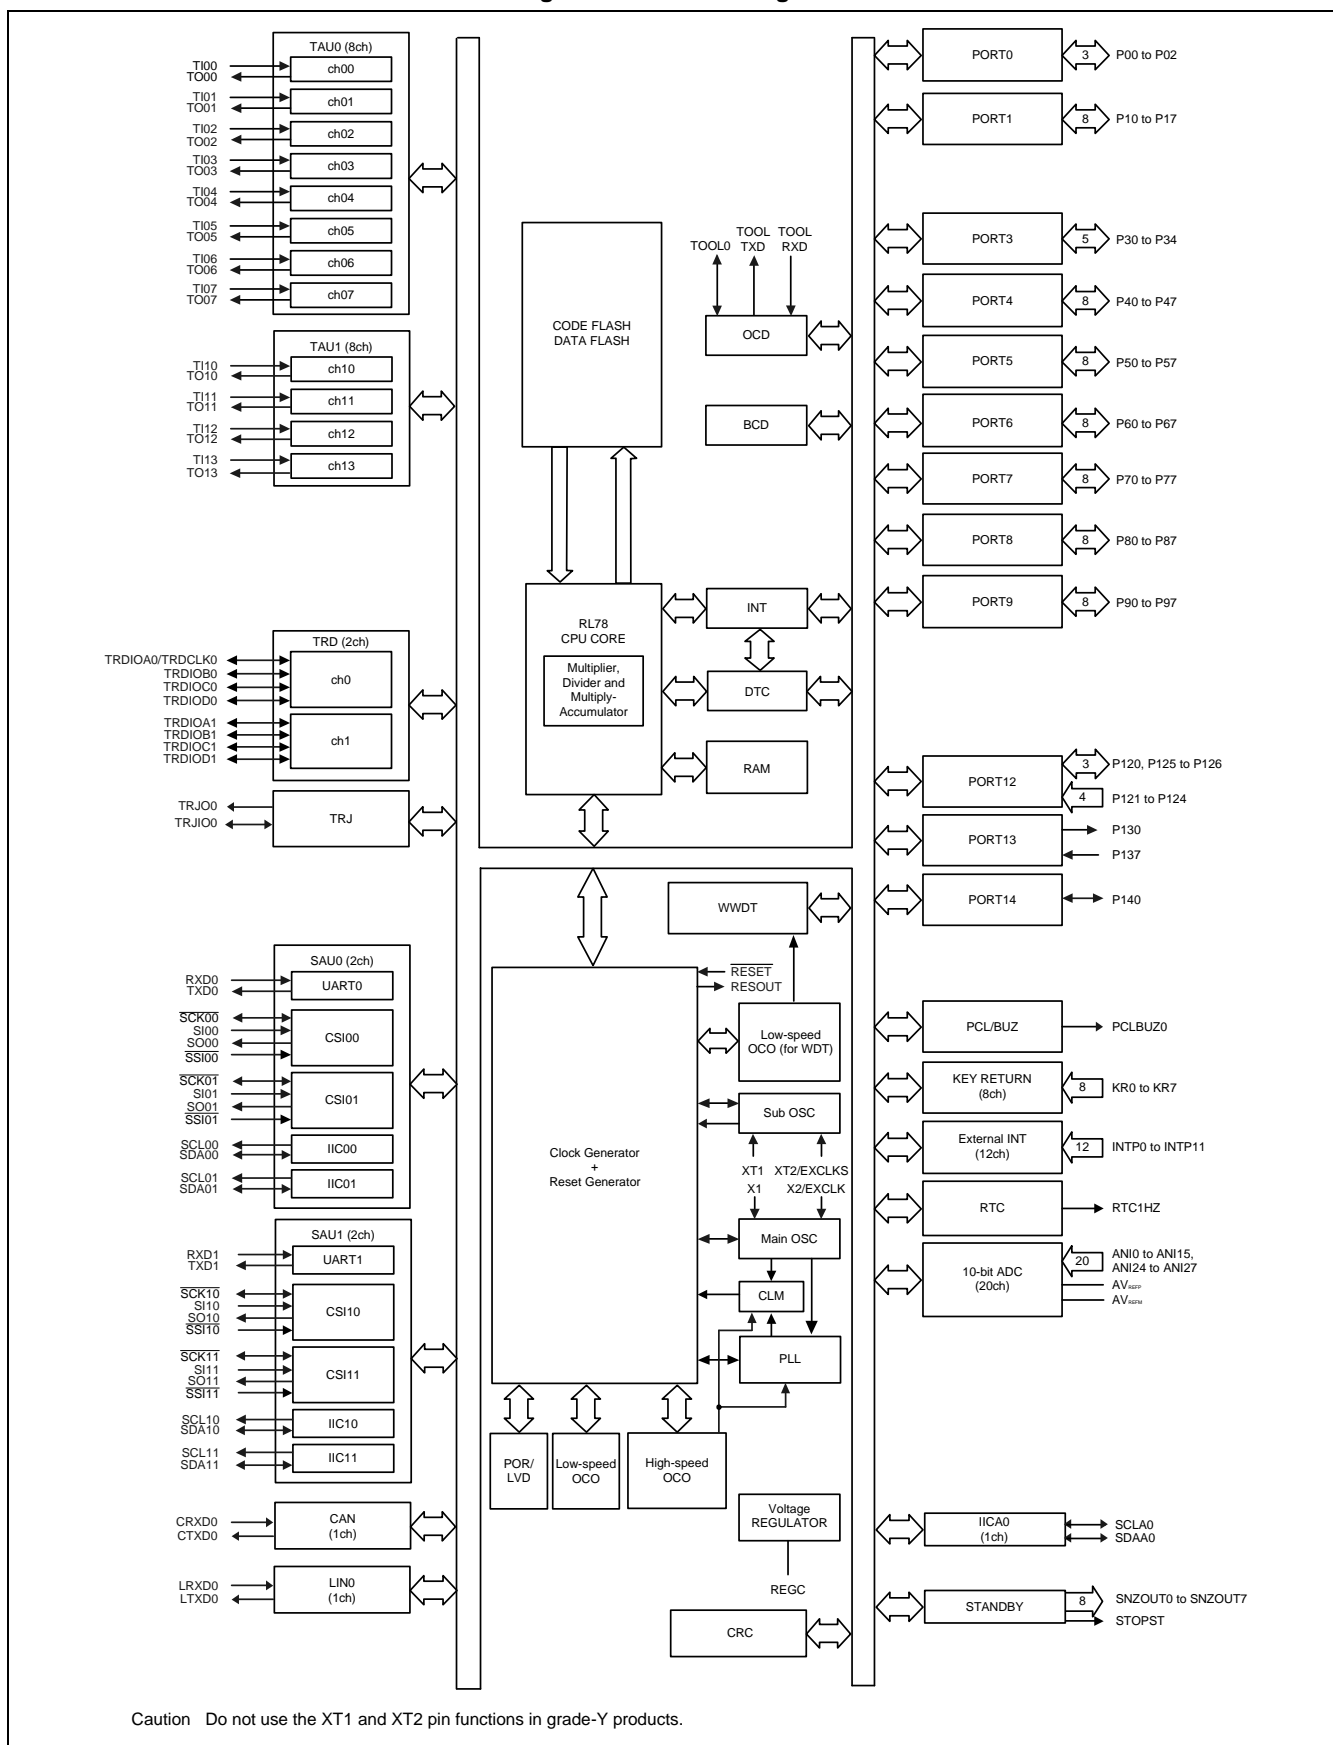 TAU0 (8ch)
TI00
TO00
ch00
TI01
TO01
ch01
TI02
TO02
ch02
TI03
TO03
ch03
TI04
TO04
ch04
TI05
TO05
ch05
TI06
TO06
ch06
TI07
TO07
ch07
TAU1 (8ch)
TI10
TO10
ch10
TI11
TO11
ch11
TI12
TO12
ch12
TI13
TO13
ch13
TRD (2ch)
TRDIOA0/TRDCLK0
TRDIOB0
TRDIOC0
TRDIOD0
ch0
TRDIOA1
TRDIOB1
TRDIOC1
TRDIOD1
ch1
TRJO0
TRJIO0
TRJ
SAU0 (2ch)
RXD0
TXD0
UART0
SCK00
SI00
SO00
SSI00
CSI00
SCK01
SI01
SO01
SSI01
CSI01
SCL00
SDA00
IIC00
SCL01
SDA01
IIC01
SAU1 (2ch)
RXD1
TXD1
UART1
SCK10
SI10
SO10
SSI10
CSI10
SCK11
SI11
SO11
SSI11
CSI11
SCL10
SDA10
IIC10
SCL11
SDA11
IIC11
CRXD0
CTXD0
CAN
(1ch)
LRXD0
LTXD0
LIN0
(1ch)
CODE FLASH
DATA FLASH
TOOL0
TOOL
TXD
TOOL
RXD
OCD
BCD
RL78
CPU CORE
Multiplier,
Divider and
Multiply-
Accumulator
INT
DTC
RAM
WWDT
RESET
RESOUT
Clock Generator
+
Reset Generator
Low-speed
OCO (for WDT)
Sub OSC
XT1 XT2/EXCLKS
X1 X2/EXCLK
Main OSC
CLM
PLL
POR/
LVD
Low-speed
OCO
High-speed
OCO
Voltage
REGULATOR
REGC
CRC
PORT0
3
P00 to P02
PORT1
8
P10 to P17
PORT3
5
P30 to P34
PORT4
8
P40 to P47
PORT5
8
P50 to P57
PORT6
8
P60 to P67
PORT7
8
P70 to P77
PORT8
8
P80 to P87
PORT9
8
P90 to P97
PORT12
3
P120, P125 to P126
4
P121 to P124
PORT13
P130
P137
PORT14
P140
PCL/BUZ
PCLBUZ0
KEY RETURN
(8ch)
8
KR0 to KR7
External INT
(12ch)
12
INTP0 to INTP11
RTC
RTC1HZ
10-bit ADC
(20ch)
20
ANI0 to ANI15,
ANI24 to ANI27
AVREFP
AVREFM
IICA0
(1ch)
SCLA0
SDAA0
STANDBY
8
SNZOUT0 to SNZOUT7
STOPST
Caution Do not use the XT1 and XT2 pin functions in grade-Y products.